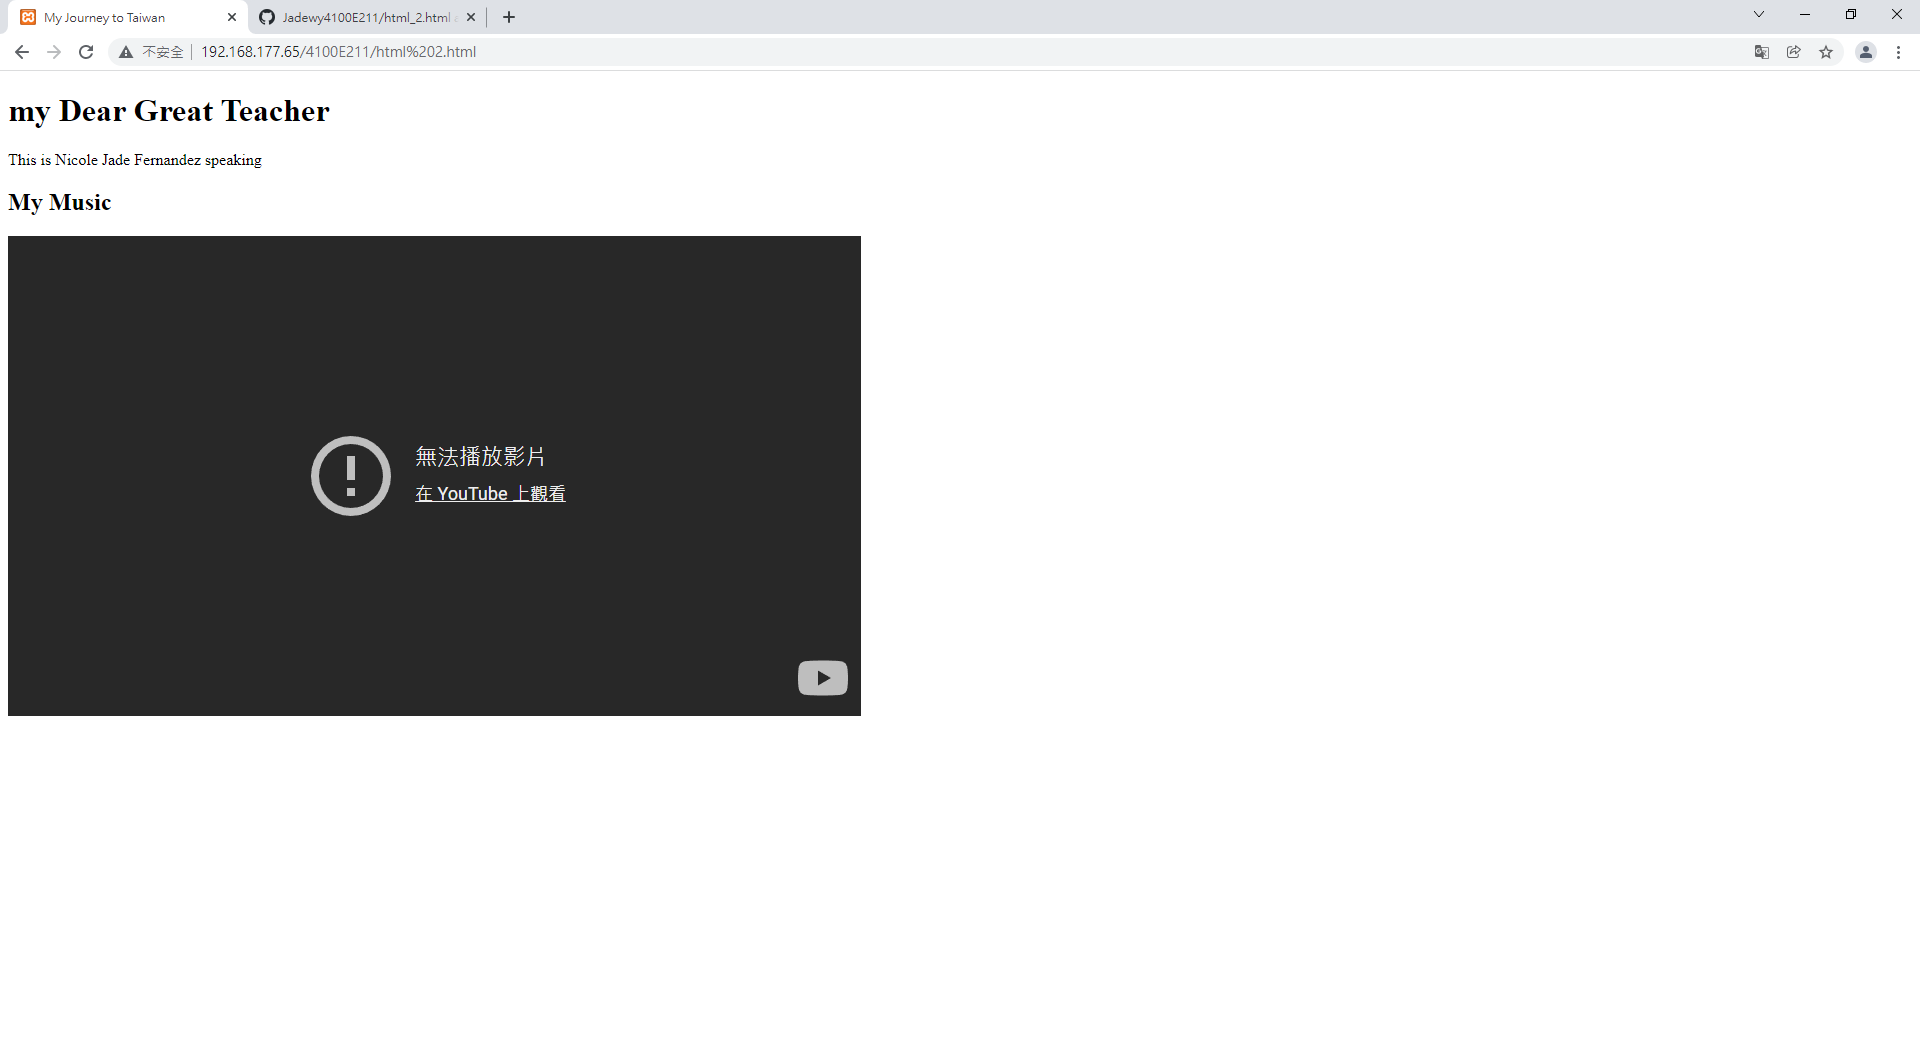 My Journey to Taiwan
Jadewy4100E211/html_2.html
不安全
192.168.177.65/4100E211/html%202.html
my Dear Great Teacher
This is Nicole Jade Fernandez speaking
My Music
無法播放影片
在 YouTube 上觀看